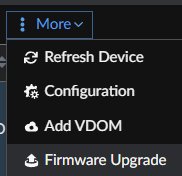 More
Refresh Device
Configuration
Add VDOM
Firmware Upgrade